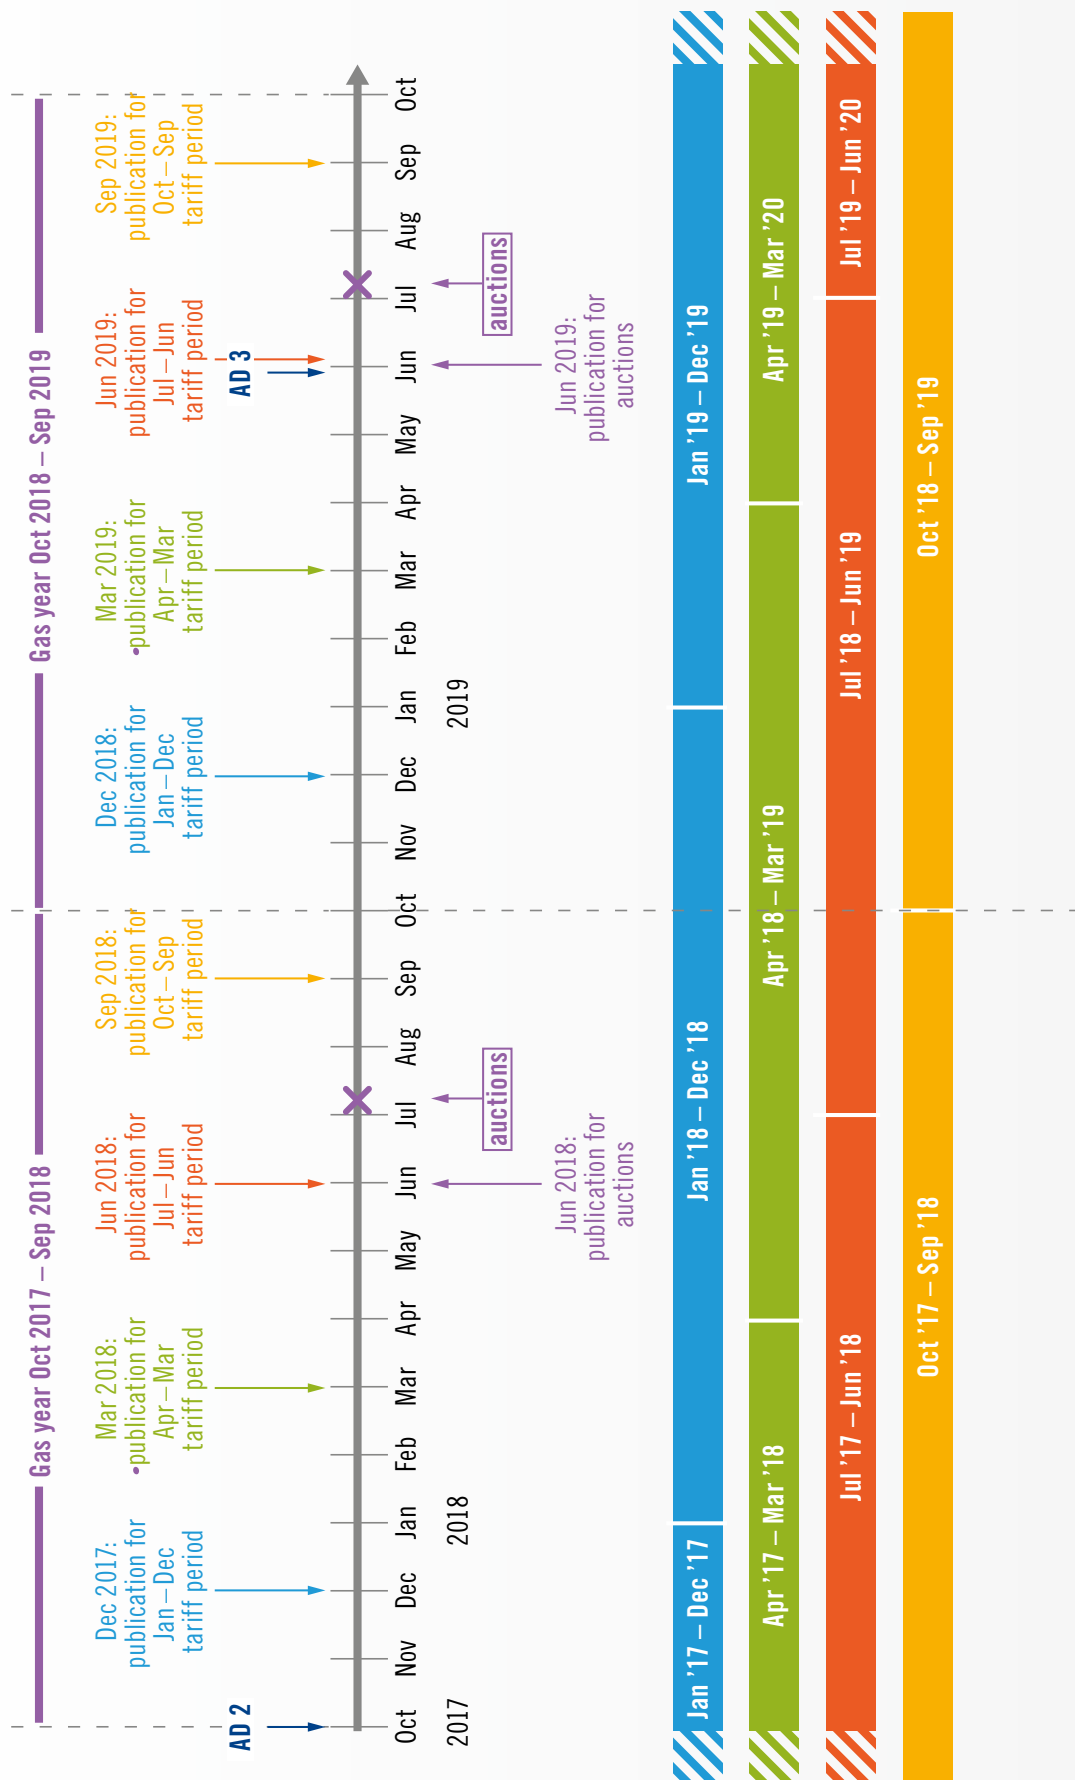 Gas year Oct 2017 – Sep 2018
Gas year Oct 2018 – Sep 2019
Dec 2017:
publication for
Jan – Dec
tariff period
Mar 2018:
•publication for
Apr – Mar
tariff period
Jun 2018:
publication for
Jul – Jun
tariff period
Sep 2018:
publication for
Oct – Sep
tariff period
Dec 2018:
publication for
Jan – Dec
tariff period
Mar 2019:
•publication for
Apr – Mar
tariff period
Jun 2019:
publication for
Jul – Jun
tariff period
Sep 2019:
publication for
Oct – Sep
tariff period
AD 2
AD 3
Oct
Nov
Dec
Jan
Feb
Mar
Apr
May
Jun
Jul
Aug
Sep
Oct
Nov
Dec
Jan
Feb
Mar
Apr
May
Jun
Jul
Aug
Sep
Oct
2017
2018
2019
auctions
auctions
Jun 2018:
publication for
auctions
Jun 2019:
publication for
auctions
Jan ’17 – Dec ’17
Jan ’18 – Dec ’18
Jan ’19 – Dec ’19
Apr ’17 – Mar ’18
Apr ’18 – Mar ’19
Apr ’19 – Mar ’20
Jul ’17 – Jun ’18
Jul ’18 – Jun ’19
Jul ’19 – Jun ’20
Oct ’17 – Sep ’18
Oct ’18 – Sep ’19